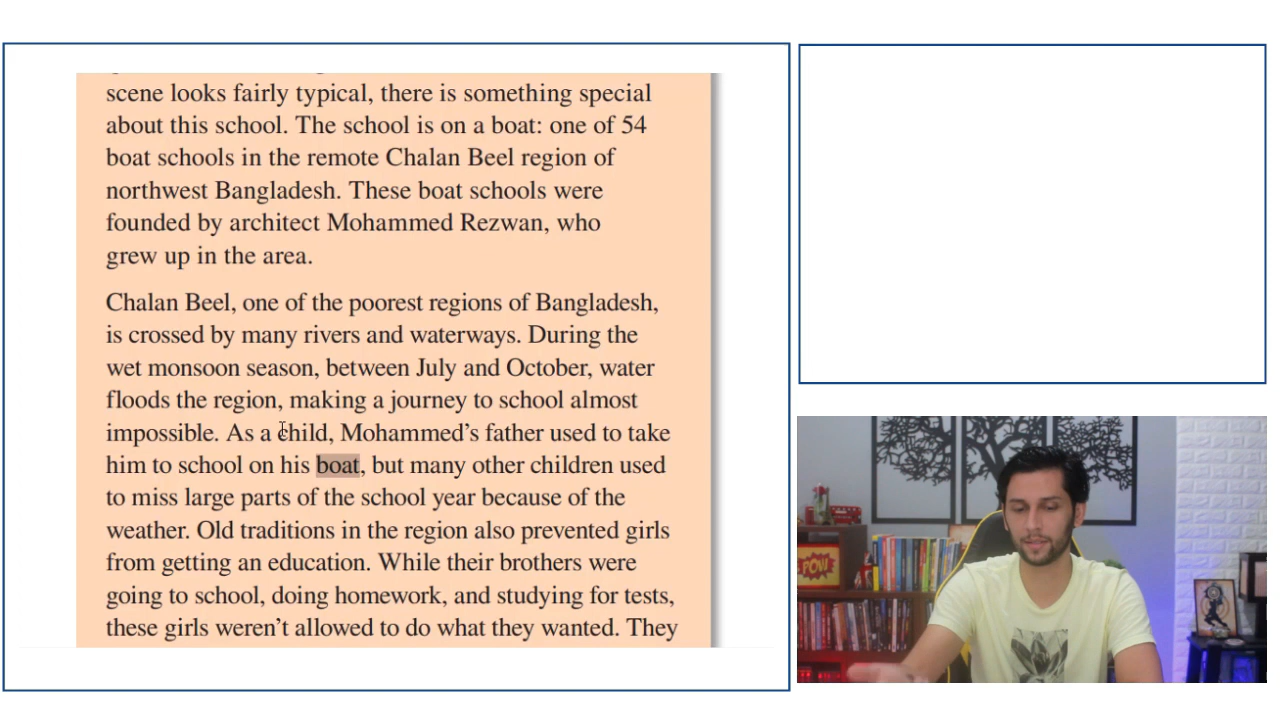 scene looks fairly typical, there is something special
about this school. The school is on a boat: one of 54
boat schools in the remote Chalan Beel region of
northwest Bangladesh. These boat schools were
founded by architect Mohammed Rezwan, who
grew up in the area.
Chalan Beel, one of the poorest regions of Bangladesh,
is crossed by many rivers and waterways. During the
wet monsoon season, between July and October, water
floods the region, making a journey to school almost
impossible. As a child, Mohammed’s father used to take
him to school on his boat, but many other children used
to miss large parts of the school year because of the
weather. Old traditions in the region also prevented girls
from getting an education. While their brothers were
going to school, doing homework, and studying for tests,
these girls weren’t allowed to do what they wanted. They
POW